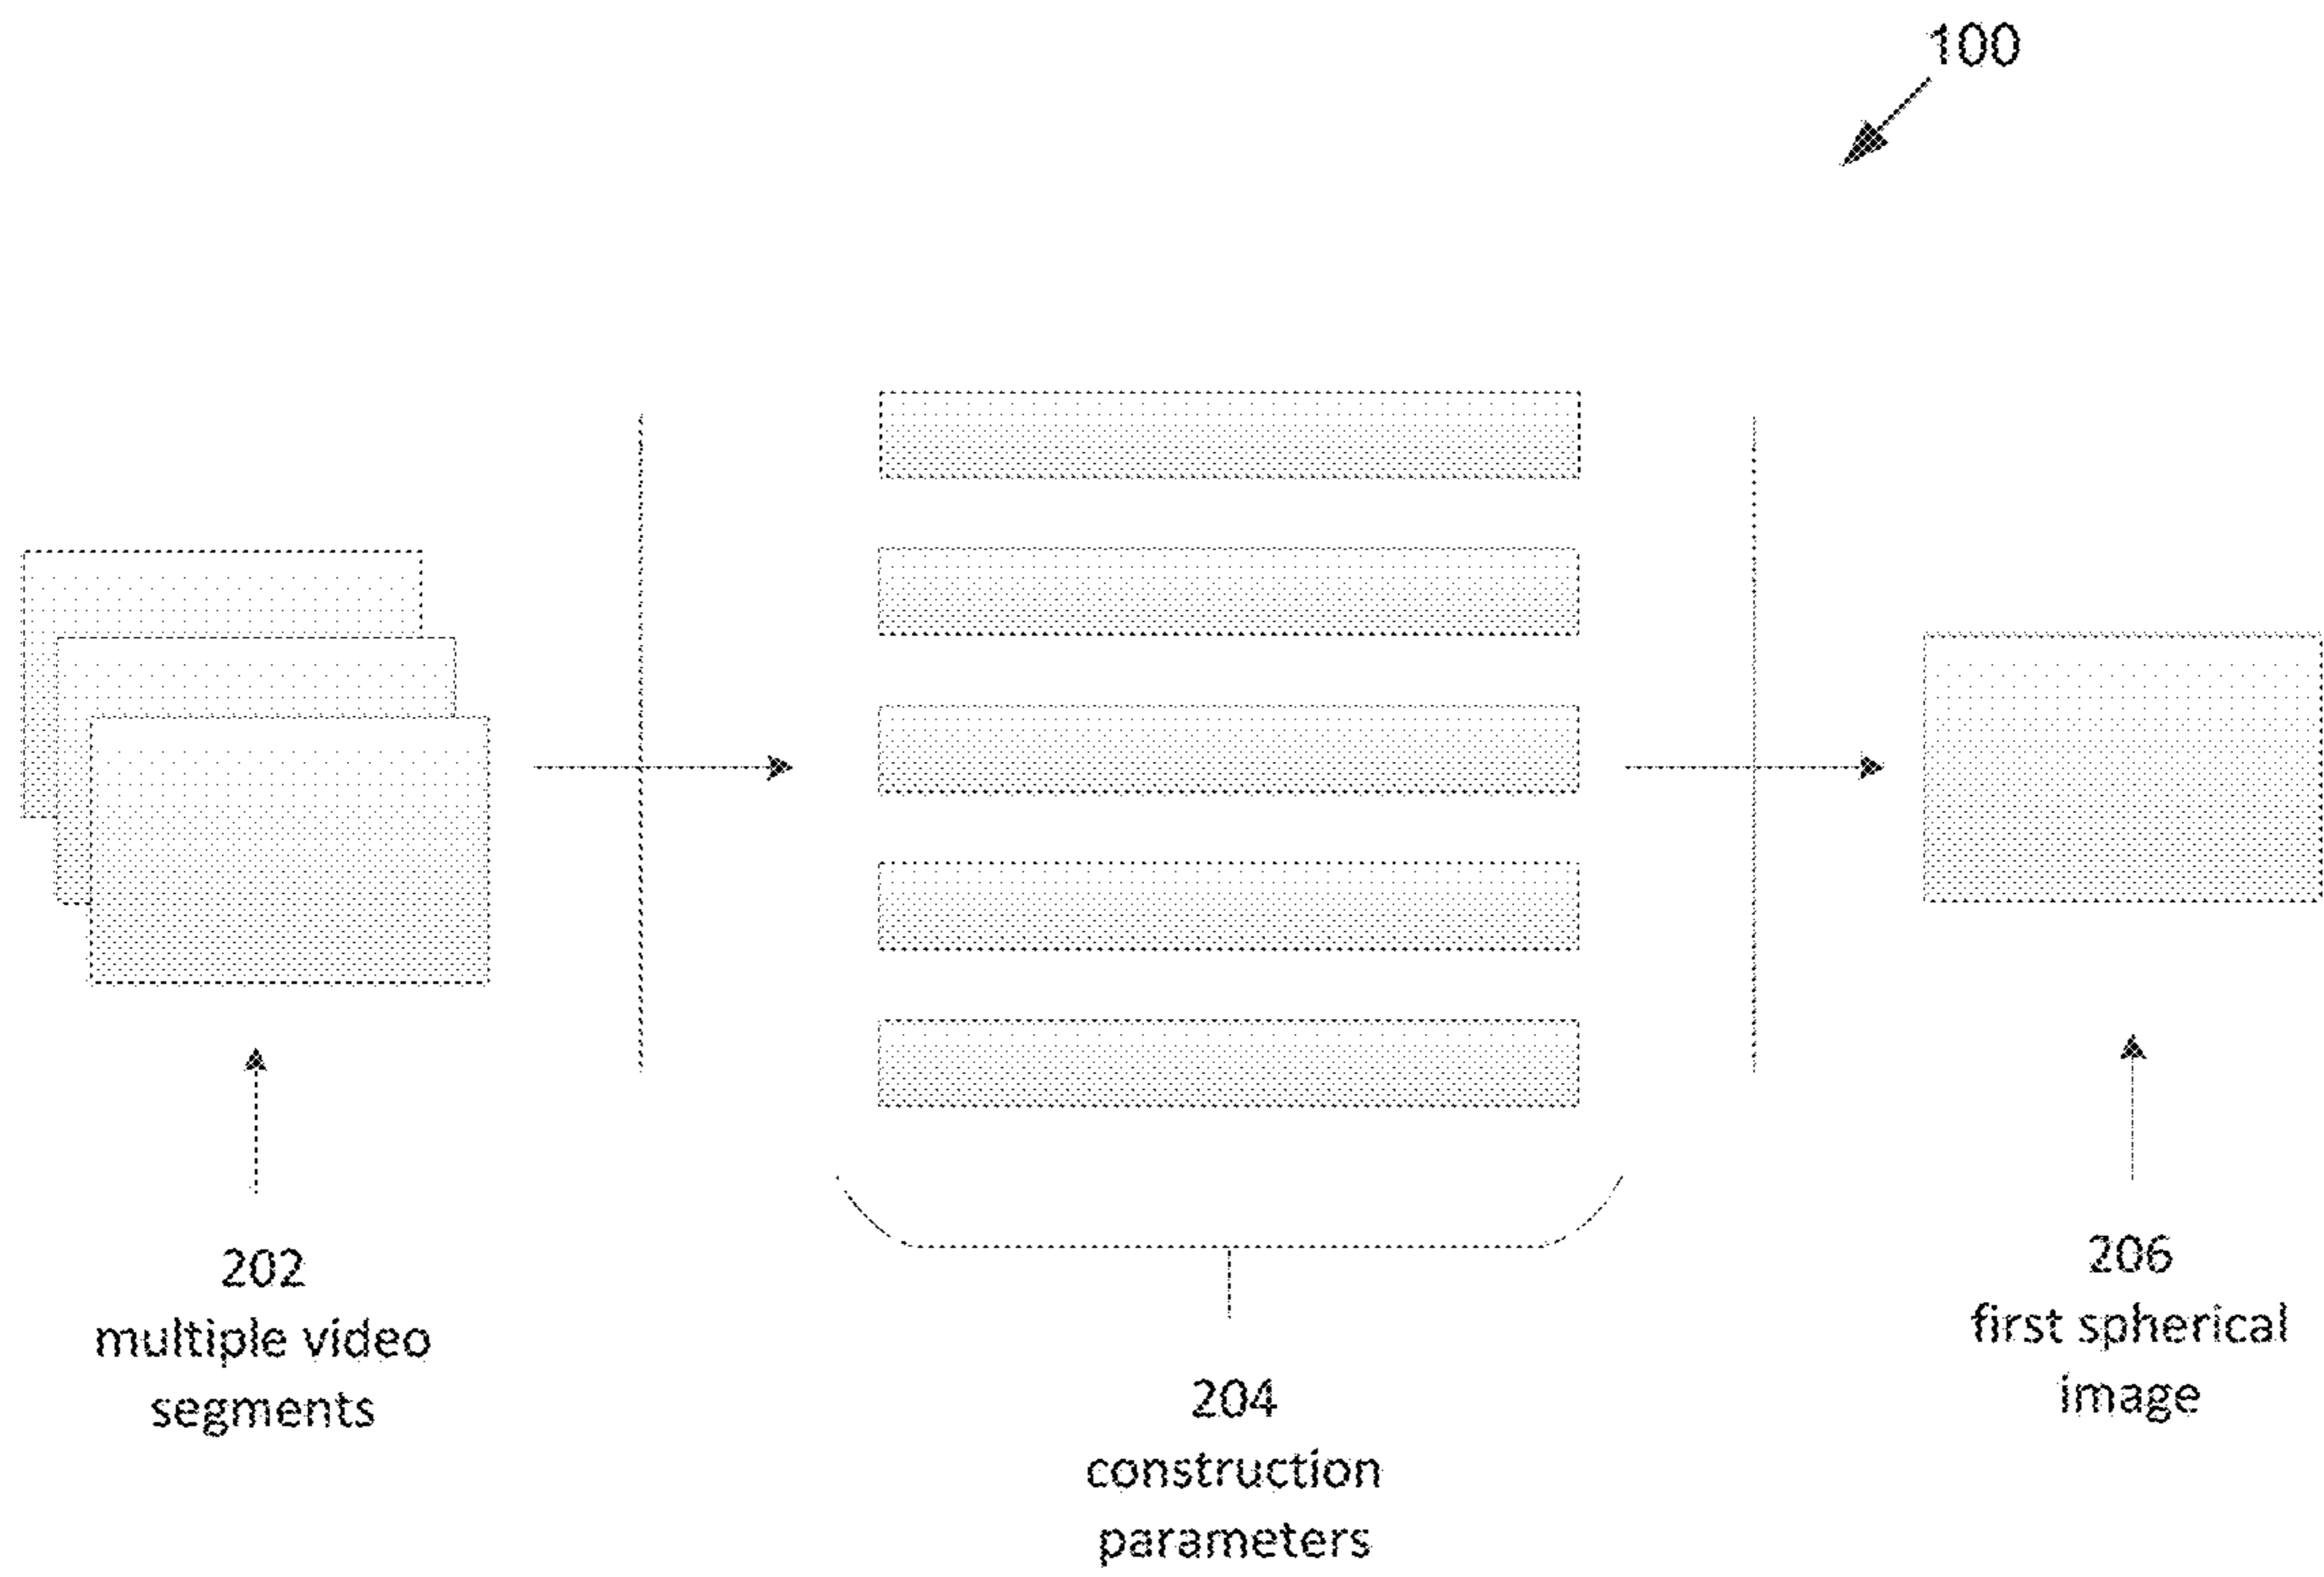 100
202
multiple video
segments
204
construction
parameters
206
first spherical
image